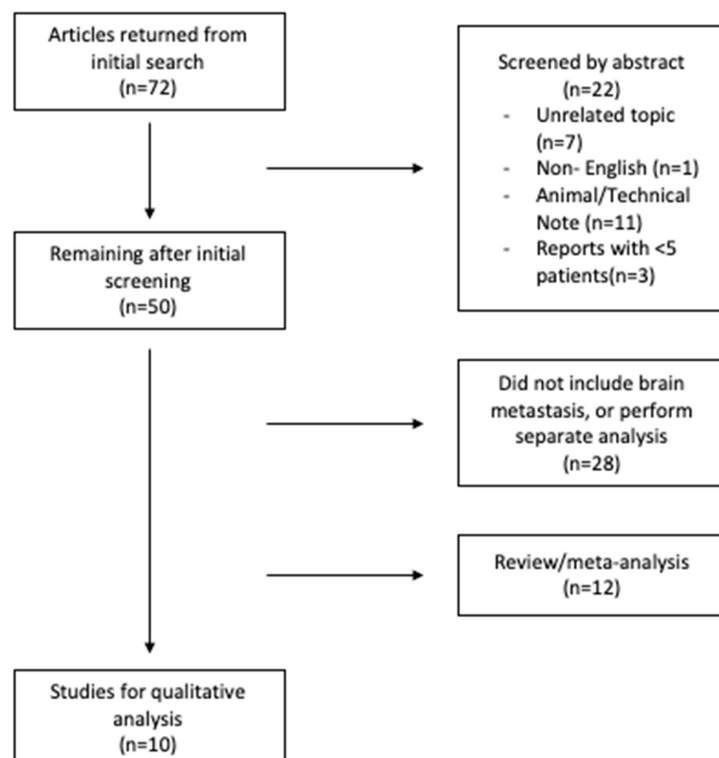 Articles returned from
initial search
(n=72)
Screened by abstract
(n=22)
- Unrelated topic
(n=7)
- Non- English (n=1)
- Animal/Technical
Note (n=11)
- Reports with <5
patients(n=3)
Remaining after initial
screening
(n=50)
Did not include brain
metastasis, or perform
separate analysis
(n=28)
Review/meta-analysis
(n=12)
Studies for qualitative
analysis
(n=10)